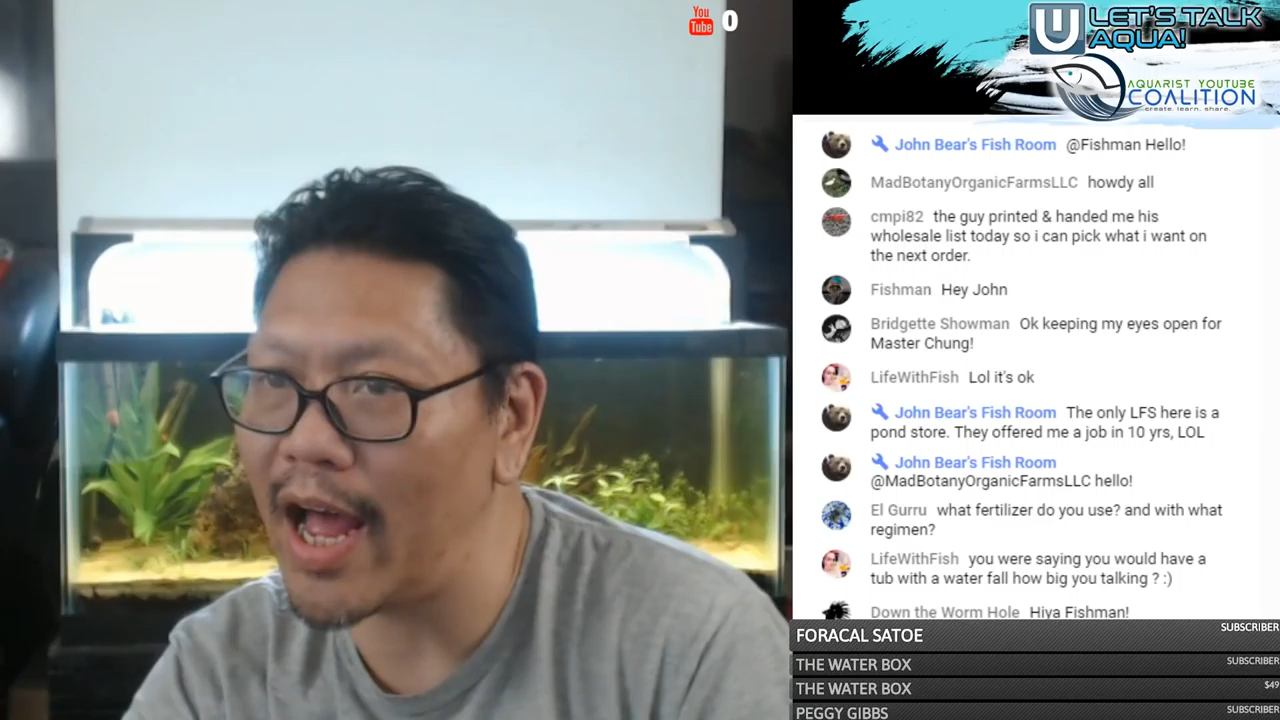 You
Tube 0
LET'S TALK
AQUA!
AQUARIST YOUTUBE
COALITION
create. learn. share.
John Bear's Fish Room @Fishman Hello!
MadBotanyOrganicFarmsLLC howdy all
cmpi82 the guy printed & handed me his
wholesale list today so i can pick what i want on
the next order.
Fishman Hey John
Bridgette Showman Ok keeping my eyes open for
Master Chung!
LifeWithFish Lol it's ok
John Bear's Fish Room The only LFS here is a
pond store. They offered me a job in 10 yrs, LOL
John Bear's Fish Room
@MadBotanyOrganicFarmsLLC hello!
El Gurru what fertilizer do you use? and with what
regimen?
LifeWithFish you were saying you would have a
tub with a water fall how big you talking ? :)
Down the Worm Hole Hiya Fishman!
FORACAL SATOE SUBSCRIBER
THE WATER BOX SUBSCRIBER
THE WATER BOX $49
PEGGY GIBBS SUBSCRIBER